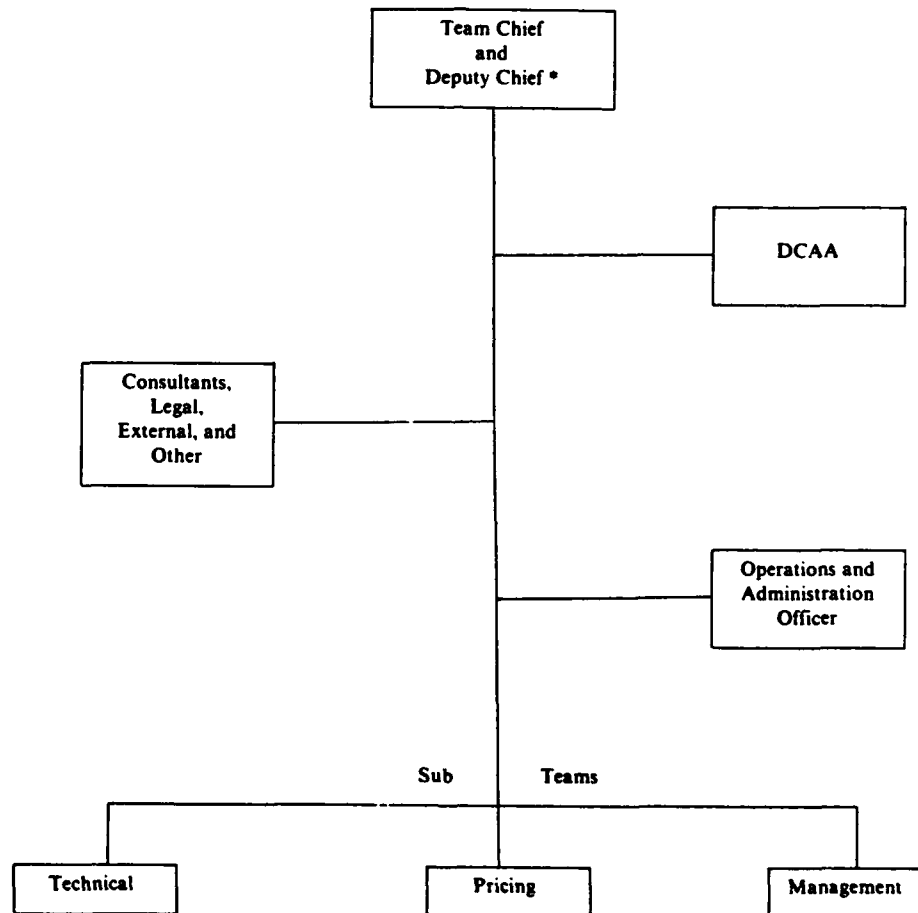 Team Chief
and
Deputy Chief *
DCAA
Consultants,
Legal,
External, and
Other
Operations and
Administration
Officer
Sub Teams
Technical
Pricing
Management